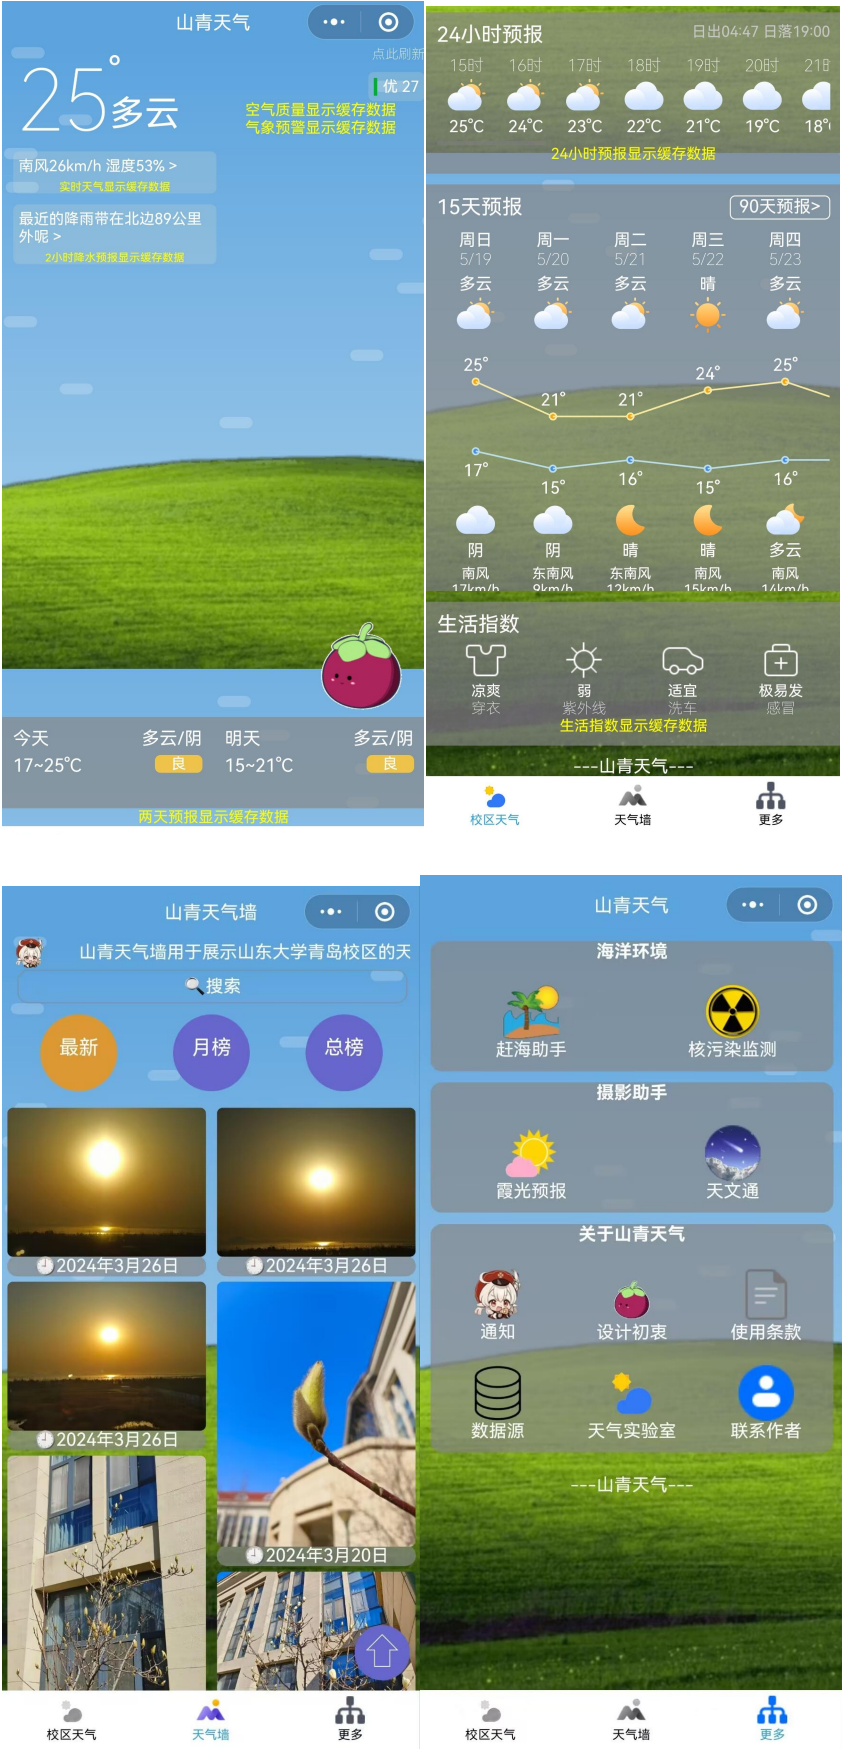 山青天气
点此刷新
25°
多云
优 27
空气质量显示缓存数据
气象预警显示缓存数据
南风26km/h 湿度53% >
实时天气显示缓存数据
最近的降雨带在北边89公里
外呢 >
2小时降水预报显示缓存数据
今天 多云/阴 明天 多云/阴
17~25°C 良 15~21°C 良
两天预报显示缓存数据
24小时预报 日出04:47 日落19:00
15时 16时 17时 18时 19时 20时
25°C 24°C 23°C 22°C 21°C 19°C 18°
24小时预报显示缓存数据
15天预报 90天预报>
周日 周一 周二 周三 周四
5/19 5/20 5/21 5/22 5/23
多云 多云 多云 晴 多云
25° 21° 21° 24° 25°
17° 15° 16° 15° 16°
阴 阴 晴 晴 多云
南风 东南风 东南风 南风 南风
17km/h 9km/h 12km/h 15km/h 14km/h
生活指数
凉爽 弱 适宜 极易发
穿衣 紫外线 洗车 感冒
生活指数显示缓存数据
---山青天气---
校区天气 天气墙 更多
山青天气墙
山青天气墙用于展示山东大学青岛校区的天
搜索
最新 月榜 总榜
2024年3月26日 2024年3月26日
2024年3月26日
2024年3月20日
校区天气 天气墙 更多
山青天气
海洋环境
赶海助手 核污染监测
摄影助手
霞光预报 天文通
关于山青天气
通知 设计初衷 使用条款
数据源 天气实验室 联系作者
---山青天气---
校区天气 天气墙 更多